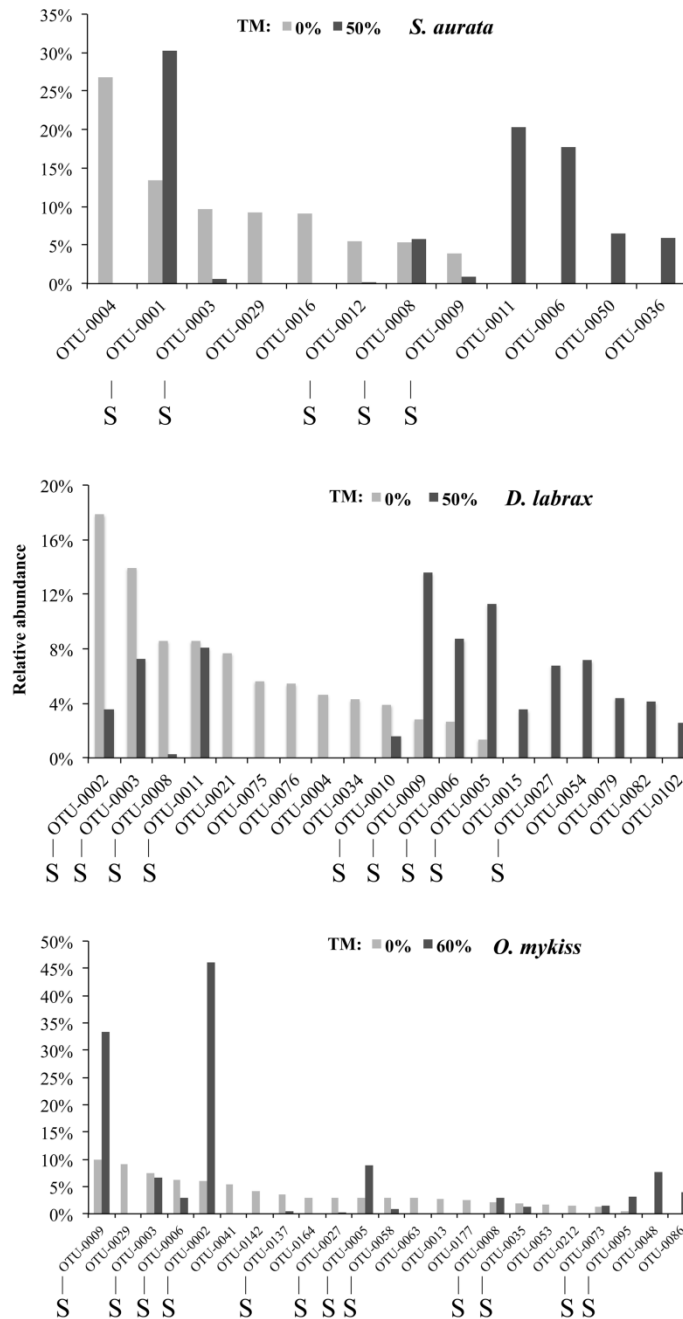 TM: 0% 50% S. aurata
35%
30%
25%
20%
15%
10%
5%
0%
OTU-0004
OTU-0001
OTU-0003
OTU-0029
OTU-0016
OTU-0012
OTU-0008
OTU-0009
OTU-0011
OTU-0006
OTU-0050
OTU-0036
S S S S S
TM: 0% 50% D. labrax
Relative abundance
20%
16%
12%
8%
4%
0%
OTU-0002
OTU-0003
OTU-0008
OTU-0011
OTU-0021
OTU-0075
OTU-0076
OTU-0004
OTU-0034
OTU-0010
OTU-0009
OTU-0006
OTU-0005
OTU-0015
OTU-0027
OTU-0054
OTU-0079
OTU-0082
OTU-0102
S S S S S S S S S
TM: 0% 60% O. mykiss
50%
45%
40%
35%
30%
25%
20%
15%
10%
5%
0%
OTU-0009
OTU-0029
OTU-0003
OTU-0006
OTU-0002
OTU-0041
OTU-0142
OTU-0137
OTU-0164
OTU-0027
OTU-0005
OTU-0058
OTU-0063
OTU-0013
OTU-0177
OTU-0008
OTU-0035
OTU-0053
OTU-0212
OTU-0073
OTU-0095
OTU-0048
OTU-0086
S S S S S S S S S S S S